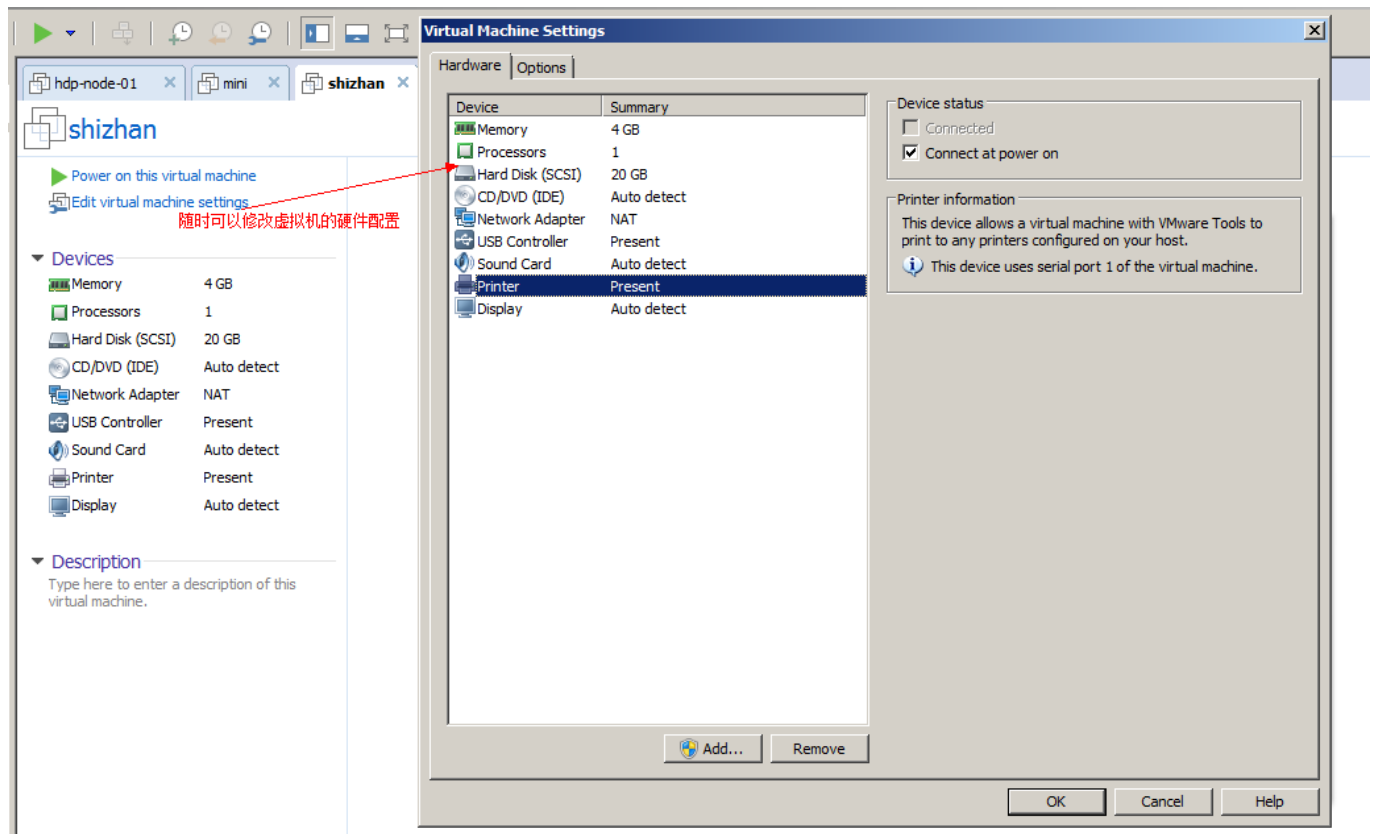 hdp-node-01
mini
shizhan
shizhan
Power on this virtual machine
Edit virtual machine settings
随时可以修改虚拟机的硬件配置
Devices
Memory 4 GB
Processors 1
Hard Disk (SCSI) 20 GB
CD/DVD (IDE) Auto detect
Network Adapter NAT
USB Controller Present
Sound Card Auto detect
Printer Present
Display Auto detect
Description
Type here to enter a description of this
virtual machine.
Virtual Machine Settings
Hardware Options
Device Summary
Memory 4 GB
Processors 1
Hard Disk (SCSI) 20 GB
CD/DVD (IDE) Auto detect
Network Adapter NAT
USB Controller Present
Sound Card Auto detect
Printer Present
Display Auto detect
Add... Remove
Device status
Connected
Connect at power on
Printer information
This device allows a virtual machine with VMware Tools to
print to any printers configured on your host.
This device uses serial port 1 of the virtual machine.
OK Cancel Help